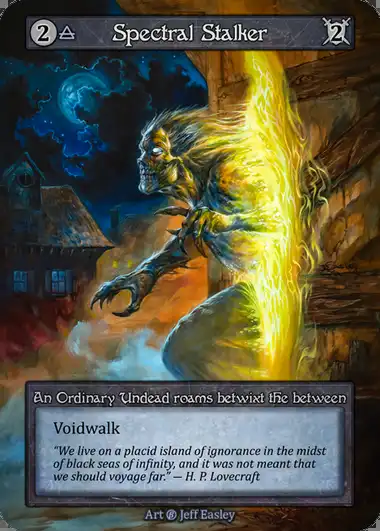 2 Spectral Stalker 2
An Ordinary Undead roams betwixt the between
Voidwalk
“We live on a placid island of ignorance in the midst
of black seas of infinity, and it was not meant that
we should voyage far.” — H. P. Lovecraft
Art Jeff Easley